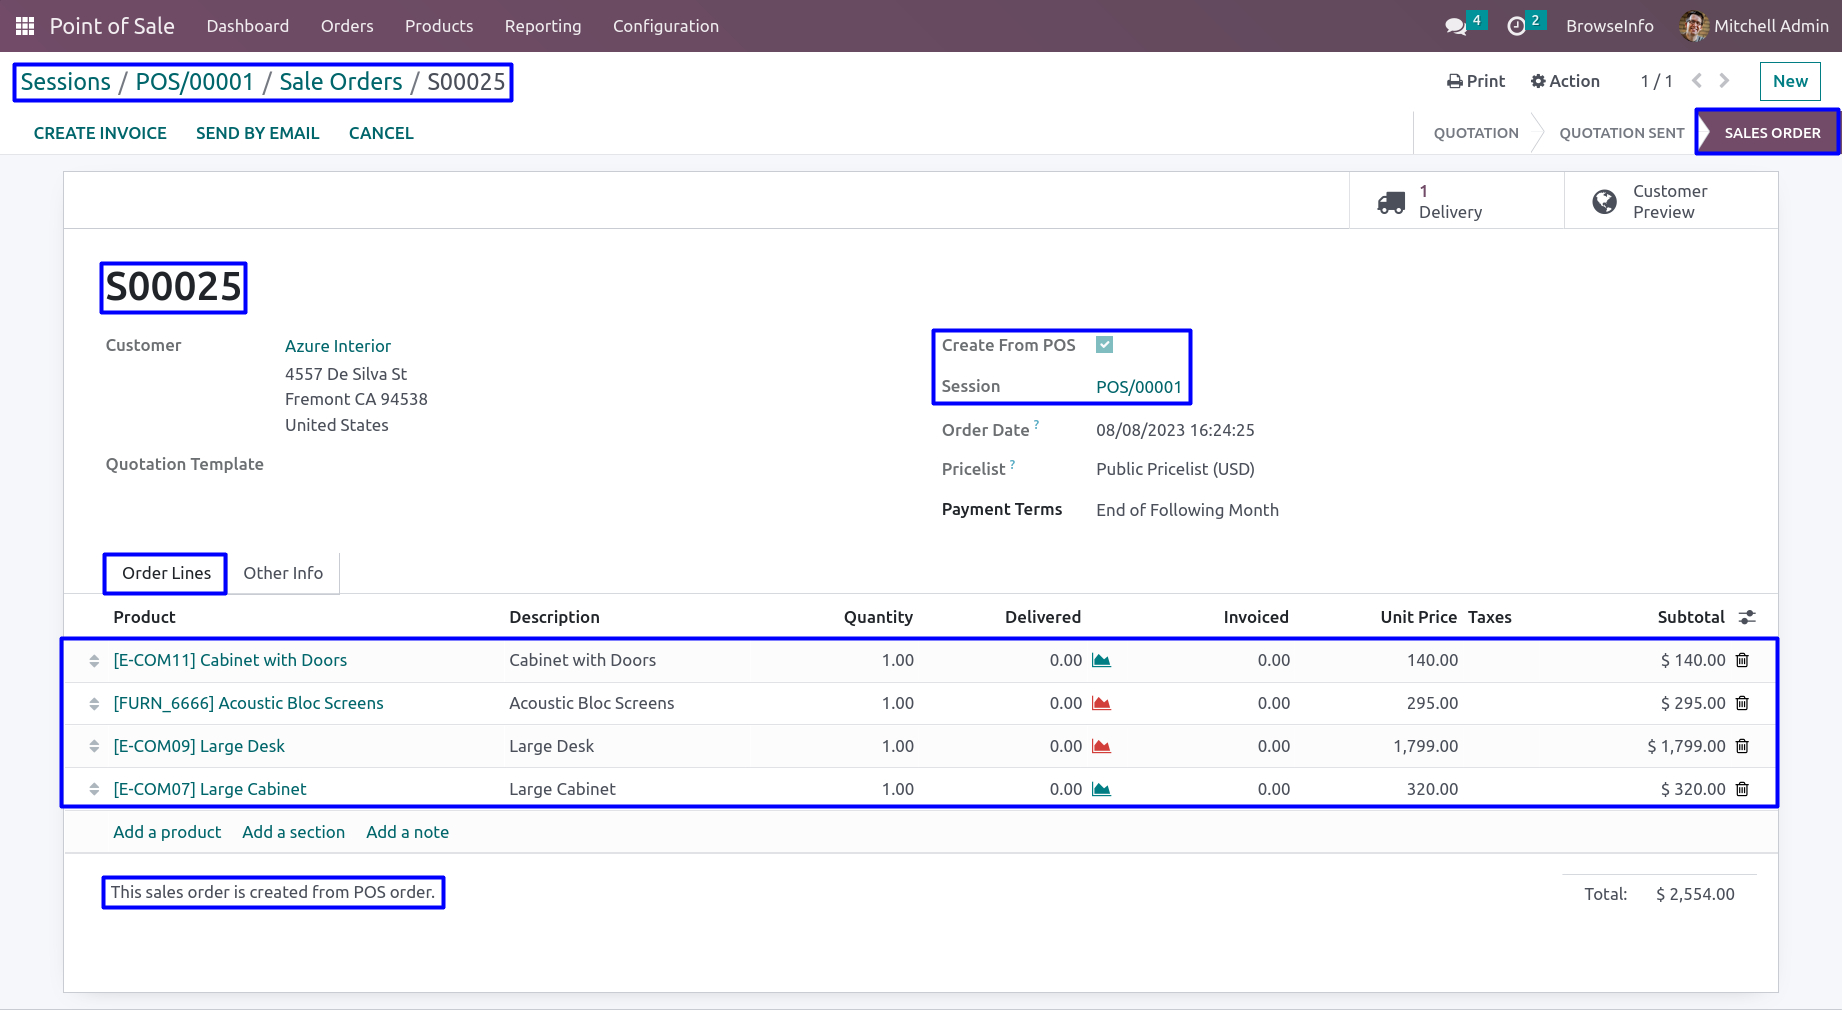 Point of Sale Dashboard Orders Products Reporting Configuration 4 2 BrowseInfo Mitchell Admin
Sessions / POS/00001 / Sale Orders / S00025 Print Action 1 / 1 New
CREATE INVOICE SEND BY EMAIL CANCEL QUOTATION QUOTATION SENT SALES ORDER
1 Delivery
Customer Preview
S00025
Customer Azure Interior
4557 De Silva St
Fremont CA 94538
United States
Quotation Template
Create From POS
Session POS/00001
Order Date ? 08/08/2023 16:24:25
Pricelist ? Public Pricelist (USD)
Payment Terms End of Following Month
Order Lines Other Info
Product Description Quantity Delivered Invoiced Unit Price Taxes Subtotal
[E-COM11] Cabinet with Doors Cabinet with Doors 1.00 0.00 0.00 140.00 $ 140.00
[FURN_6666] Acoustic Bloc Screens Acoustic Bloc Screens 1.00 0.00 0.00 295.00 $ 295.00
[E-COM09] Large Desk Large Desk 1.00 0.00 0.00 1,799.00 $ 1,799.00
[E-COM07] Large Cabinet Large Cabinet 1.00 0.00 0.00 320.00 $ 320.00
Add a product Add a section Add a note
This sales order is created from POS order. Total: $ 2,554.00